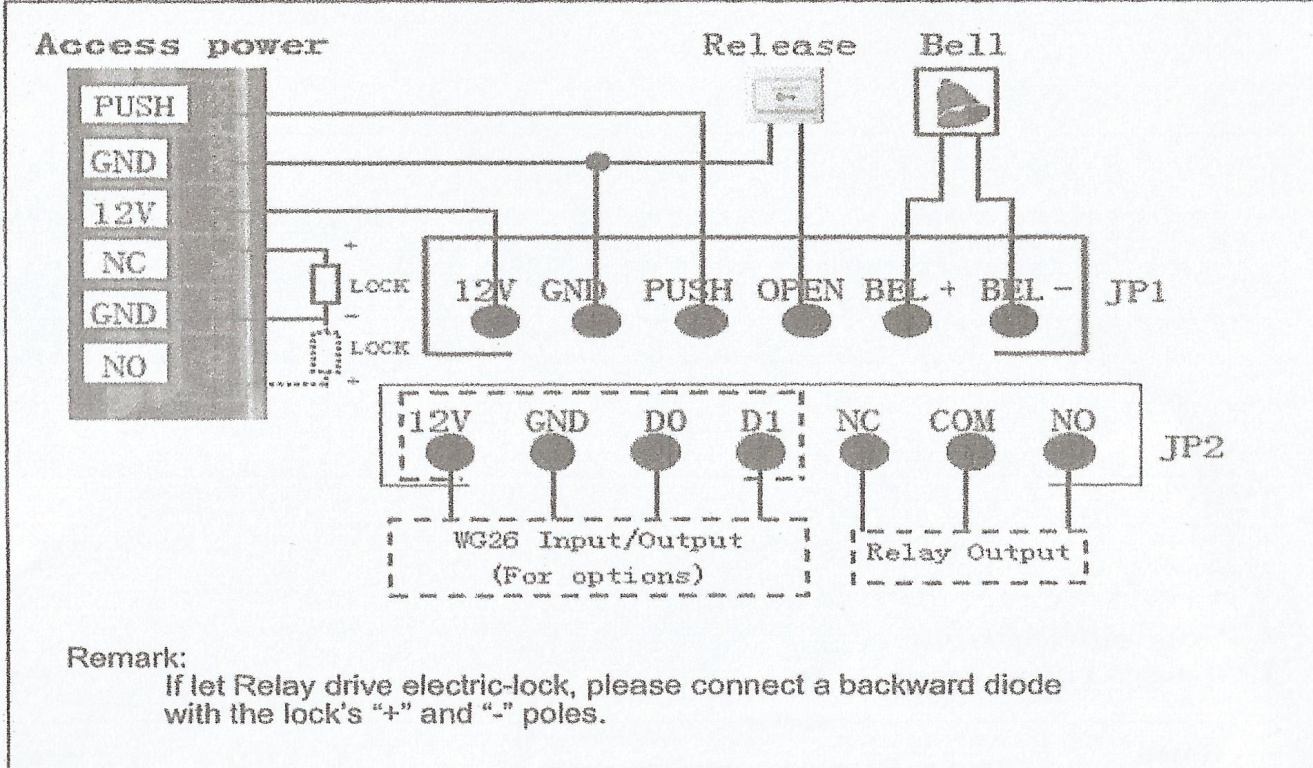 Access power
Release
Bell
PUSH
GND
12V
NC
GND
NO
+
LOCK
-
LOCK
+
12V GND PUSH OPEN BEL + BEL - JP1
12V GND D0 D1 NC COM NO JP2
WG26 Input/Output
(For options)
Relay Output
Remark:
If let Relay drive electric-lock, please connect a backward diode
with the lock's “+” and “-” poles.